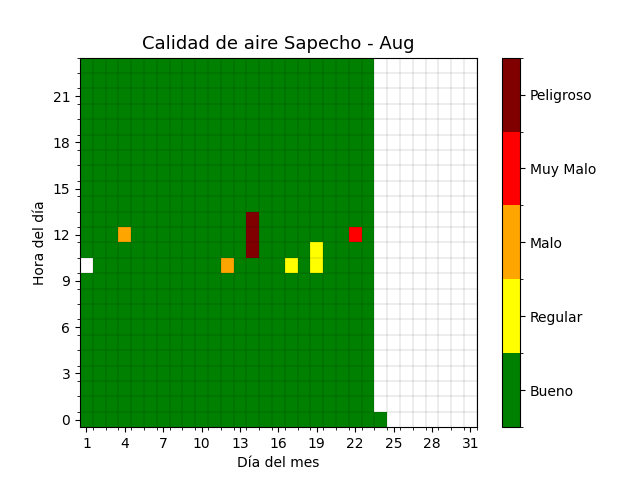 Calidad de aire Sapecho - Aug
Hora del día
21
18
15
12
9
6
3
0
1 4 7 10 13 16 19 22 25 28 31
Día del mes
Peligroso
Muy Malo
Malo
Regular
Bueno